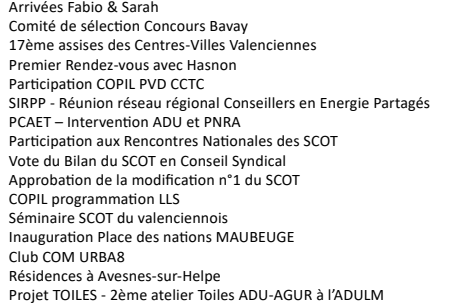 Arrivées Fabio & Sarah
Comité de sélection Concours Bavay
17ème assises des Centres-Villes Valenciennes
Premier Rendez-vous avec Hasnon
Participation COPIL PVD CCTC
SIRPP - Réunion réseau régional Conseillers en Energie Partagés
PCAET – Intervention ADU et PNRA
Participation aux Rencontres Nationales des SCOT
Vote du Bilan du SCOT en Conseil Syndical
Approbation de la modification n°1 du SCOT
COPIL programmation LLS
Séminaire SCOT du valenciennois
Inauguration Place des nations MAUBEUGE
Club COM URBA8
Résidences à Avesnes-sur-Helpe
Projet TOILES - 2ème atelier Toiles ADU-AGUR à l'ADULM